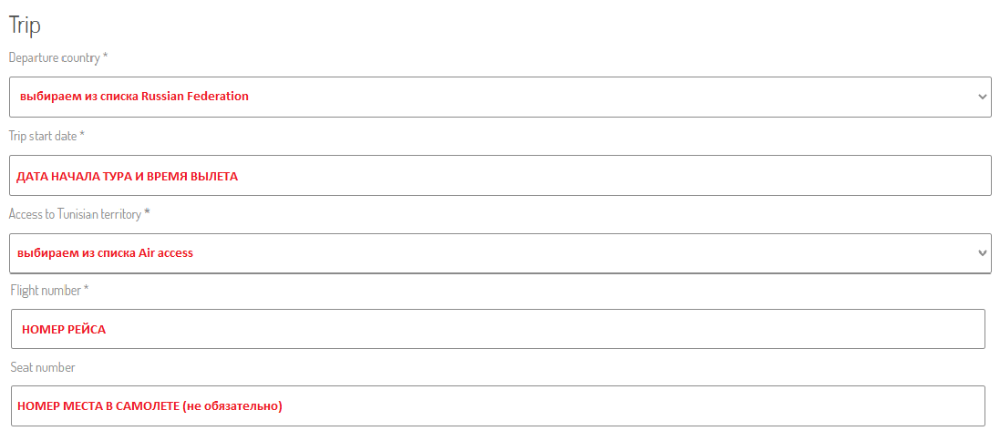 Trip
Departure country *
выбираем из списка Russian Federation
Trip start date *
ДАТА НАЧАЛА ТУРА И ВРЕМЯ ВЫЛЕТА
Access to Tunisian territory *
выбираем из списка Air access
Flight number *
НОМЕР РЕЙСА
Seat number
НОМЕР МЕСТА В САМОЛЕТЕ (не обязательно)